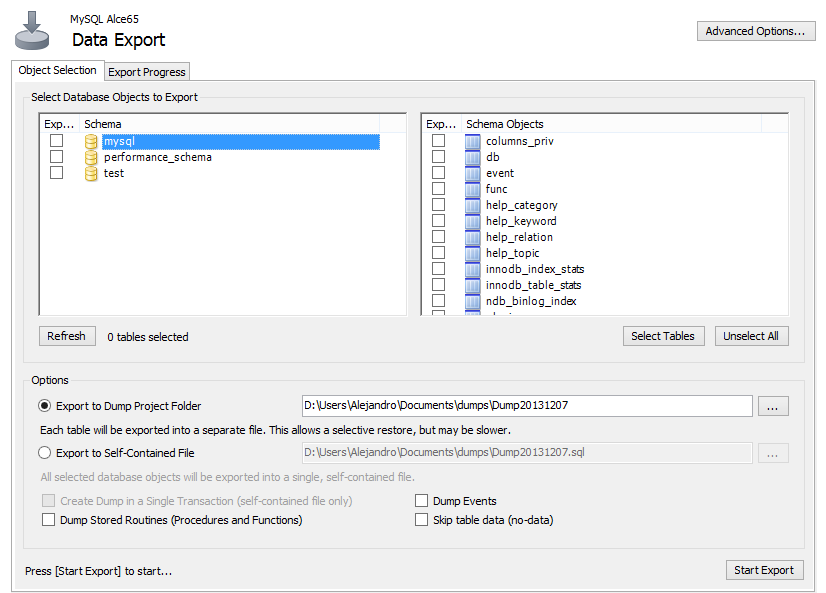 MySQL Alce65
Data Export
Advanced Options...
Object Selection
Export Progress
Select Database Objects to Export
Exp... Schema
mysql
performance_schema
test
Exp... Schema Objects
columns_priv
db
event
func
help_category
help_keyword
help_relation
help_topic
innodb_index_stats
innodb_table_stats
ndb_binlog_index
Refresh
0 tables selected
Select Tables
Unselect All
Options
Export to Dump Project Folder
D:\Users\Alejandro\Documents\dumps\Dump20131207
...
Each table will be exported into a separate file. This allows a selective restore, but may be slower.
Export to Self-Contained File
D:\Users\Alejandro\Documents\dumps\Dump20131207.sql
...
All selected database objects will be exported into a single, self-contained file.
Create Dump in a Single Transaction (self-contained file only)
Dump Events
Dump Stored Routines (Procedures and Functions)
Skip table data (no-data)
Press [Start Export] to start...
Start Export